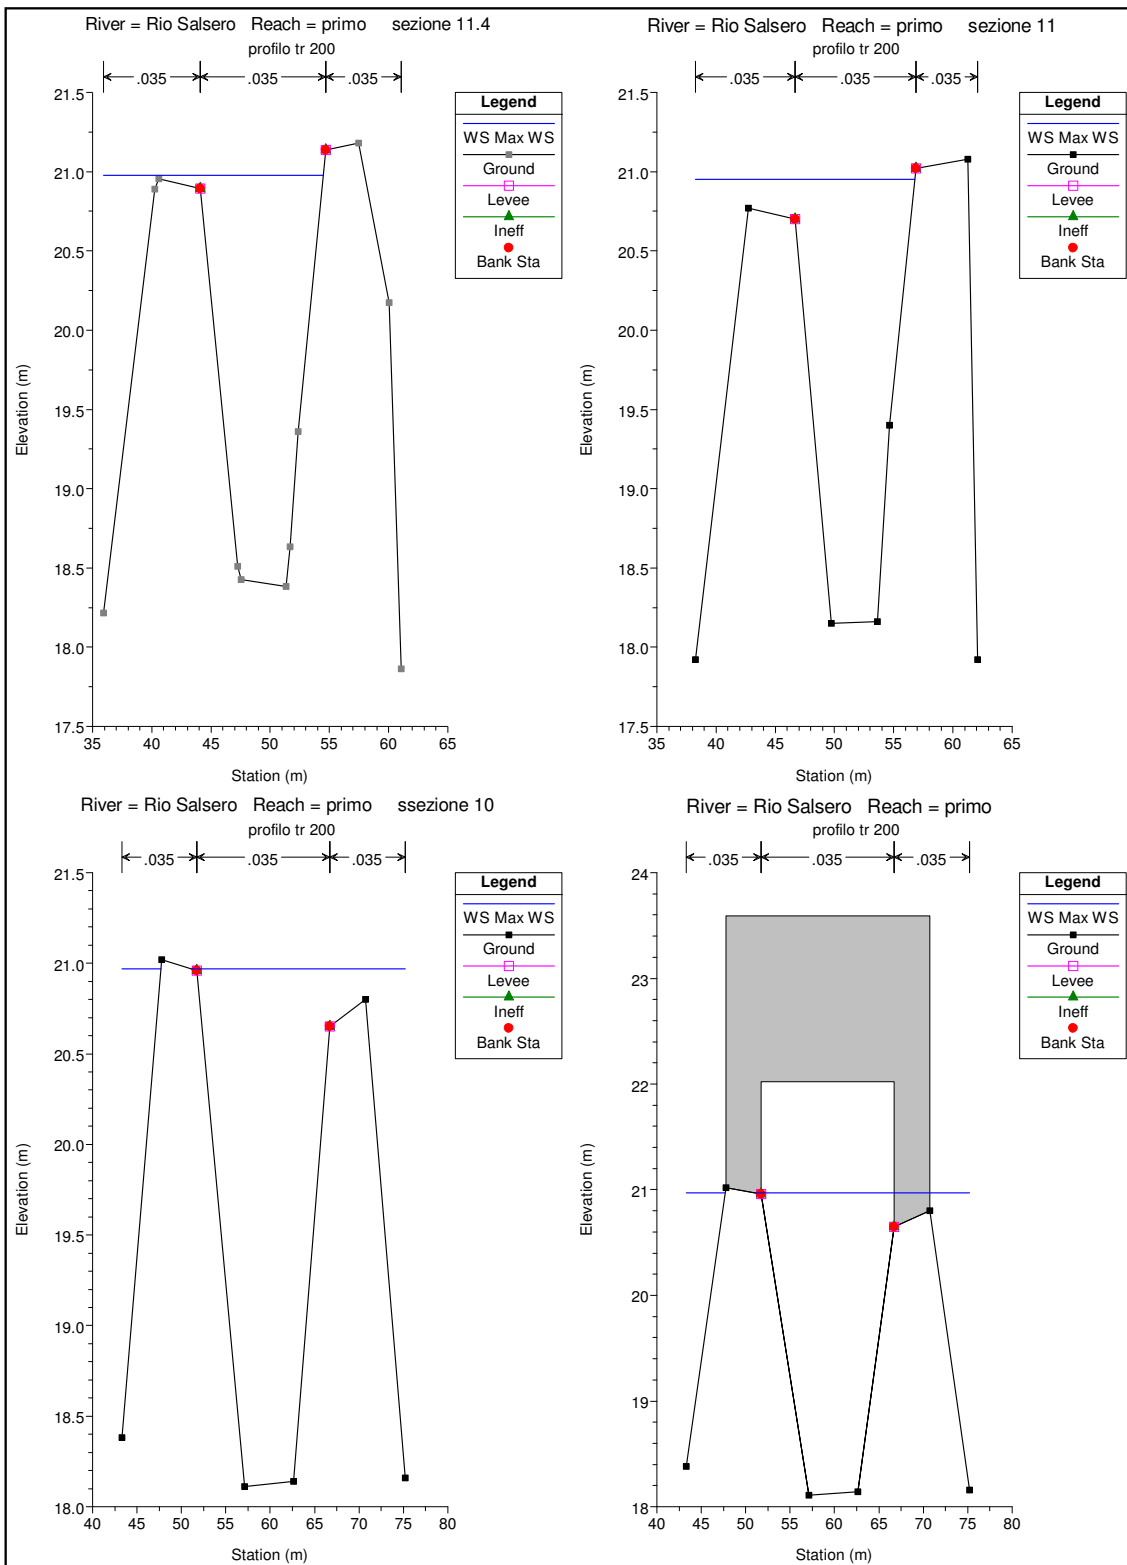 River = Rio Salsero Reach = primo sezione 11.4
profilo tr 200
.035 .035 .035
21.5
21.0
20.5
20.0
19.5
19.0
18.5
18.0
17.5
Elevation (m)
35 40 45 50 55 60 65
Station (m)
Legend
WS Max WS
Ground
Levee
Ineff
Bank Sta
River = Rio Salsero Reach = primo sezione 11
profilo tr 200
.035 .035 .035
21.5
21.0
20.5
20.0
19.5
19.0
18.5
18.0
17.5
Elevation (m)
35 40 45 50 55 60 65
Station (m)
Legend
WS Max WS
Ground
Levee
Ineff
Bank Sta
River = Rio Salsero Reach = primo ssezione 10
profilo tr 200
.035 .035 .035
21.5
21.0
20.5
20.0
19.5
19.0
18.5
18.0
Elevation (m)
40 45 50 55 60 65 70 75 80
Station (m)
Legend
WS Max WS
Ground
Levee
Ineff
Bank Sta
River = Rio Salsero Reach = primo
profilo tr 200
.035 .035 .035
24
23
22
21
20
19
18
Elevation (m)
40 45 50 55 60 65 70 75 80
Station (m)
Legend
WS Max WS
Ground
Levee
Ineff
Bank Sta